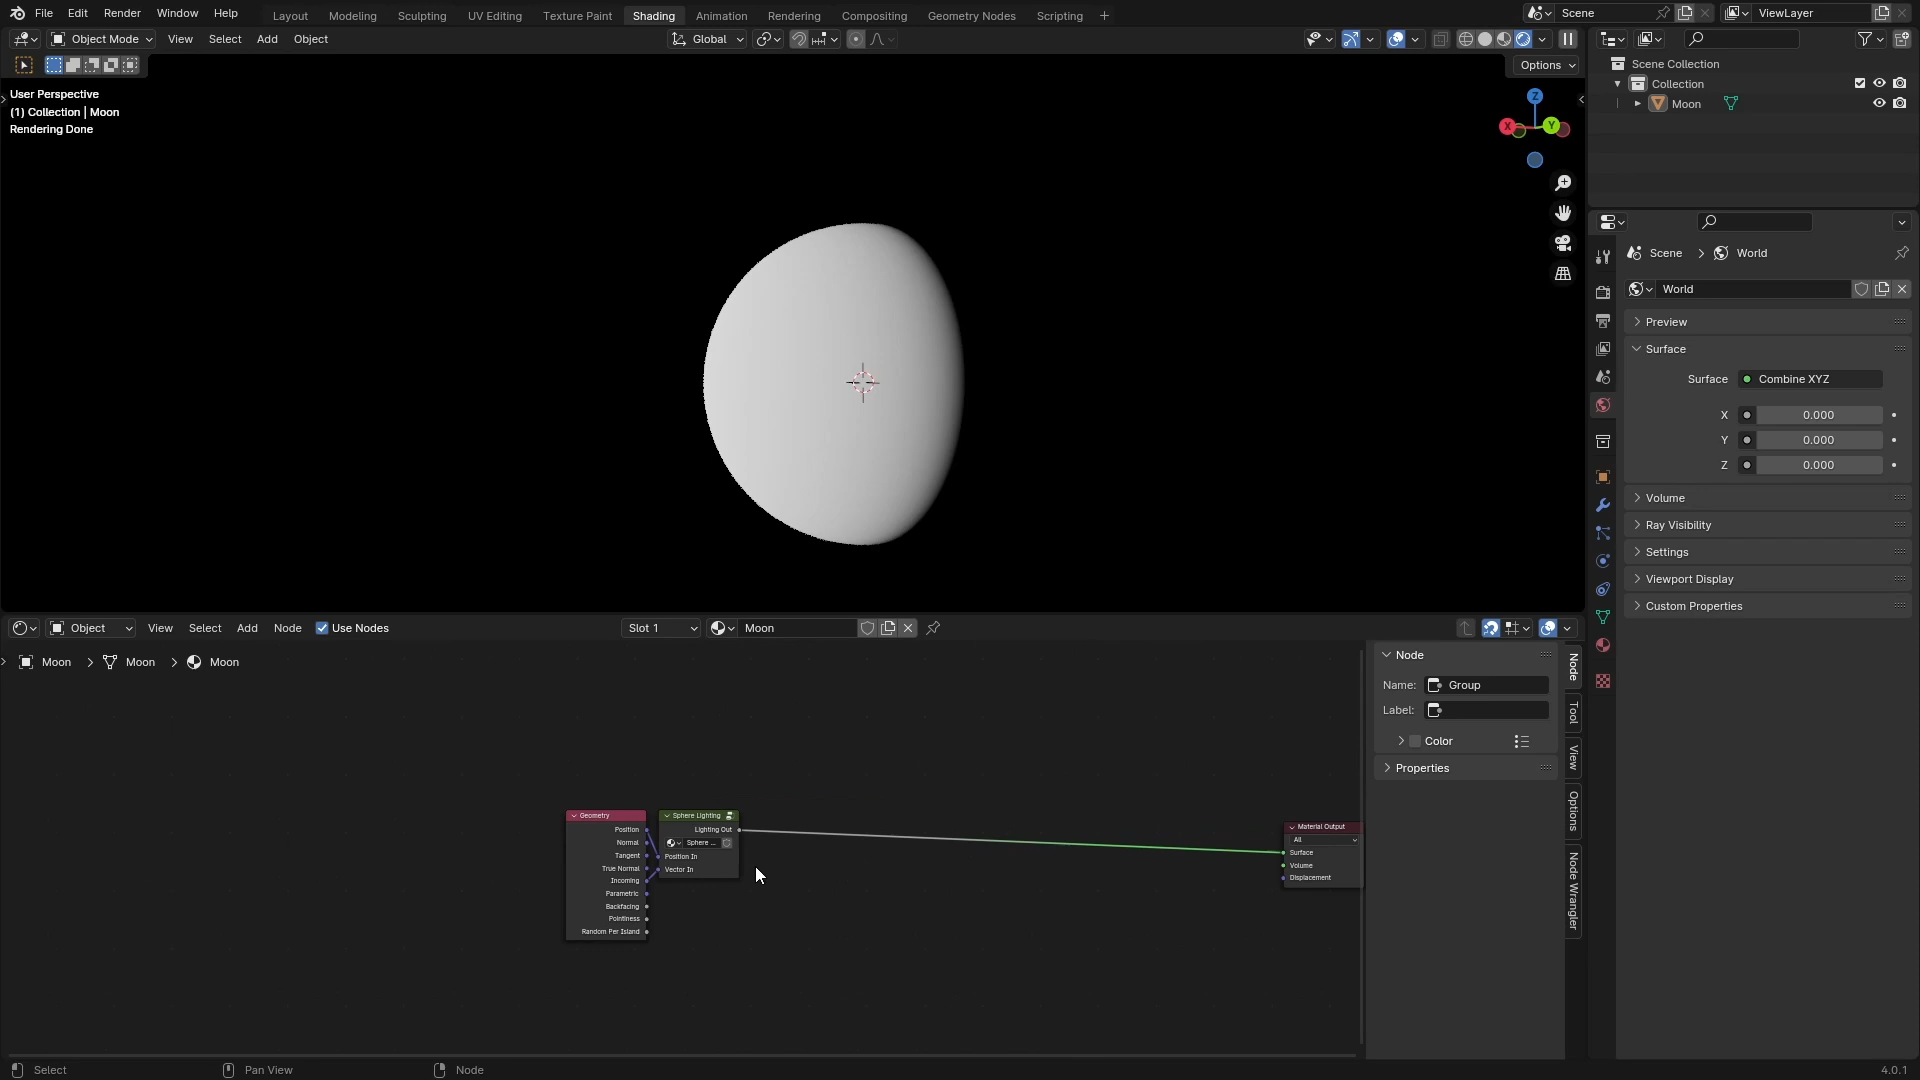 File Edit Render Window Help
Layout Modeling Sculpting UV Editing Texture Paint Shading Animation Rendering Compositing Geometry Nodes Scripting +
Scene
ViewLayer
Object Mode View Select Add Object
Global
Options
User Perspective
(1) Collection | Moon
Rendering Done
Z
X
Y
Scene Collection
Collection
Moon
Scene > World
World
Preview
Surface
Surface Combine XYZ
X 0.000
Y 0.000
Z 0.000
Volume
Ray Visibility
Settings
Viewport Display
Custom Properties
Object View Select Add Node Use Nodes
Slot 1
Moon
Moon > Moon > Moon
Geometry
Position
Normal
Tangent
True Normal
Incoming
Parametric
Backfacing
Pointiness
Random Per Island
Sphere Lighting
Lighting Out
Sphere ...
Position In
Vector In
Material Output
All
Surface
Volume
Displacement
Node
Name: Group
Label:
Color
Properties
Node
Tool
View
Options
Node Wrangler
Select
Pan View
Node
4.0.1